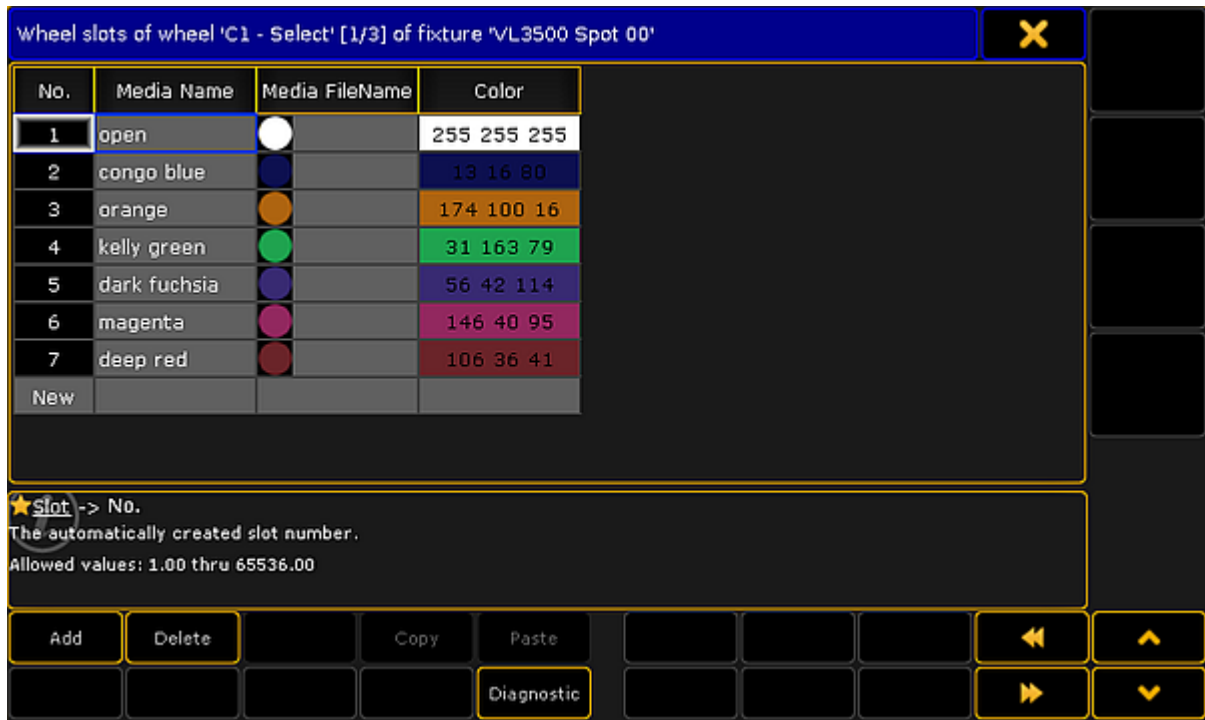 Wheel slots of wheel 'C1 - Select' [1/3] of fixture 'VL3500 Spot 00'
No. Media Name Media FileName Color
1 open 255 255 255
2 congo blue 13 16 80
3 orange 174 100 16
4 kelly green 31 163 79
5 dark fuchsia 56 42 114
6 magenta 146 40 95
7 deep red 106 36 41
New
Slot -> No.
The automatically created slot number.
Allowed values: 1.00 thru 65536.00
Add Delete Copy Paste
Diagnostic